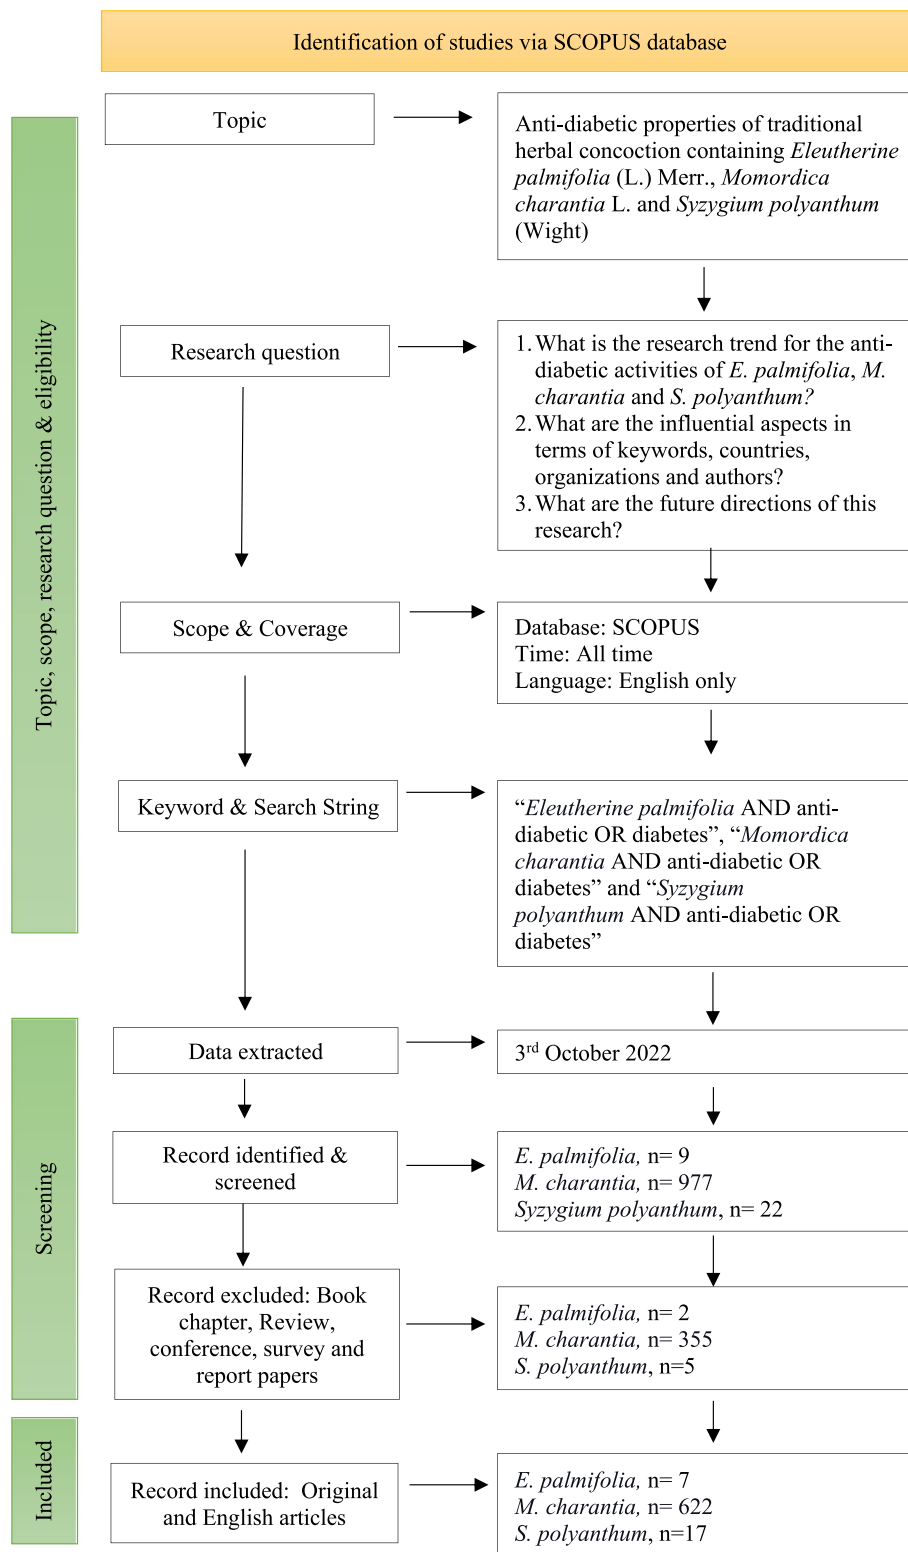 Identification of studies via SCOPUS database
Topic, scope, research question & eligibility
Topic
Anti-diabetic properties of traditional
herbal concoction containing Eleutherine
palmifolia (L.) Merr., Momordica
charantia L. and Syzygium polyanthum
(Wight)
Research question
1. What is the research trend for the anti-
diabetic activities of E. palmifolia, M.
charantia and S. polyanthum?
2. What are the influential aspects in
terms of keywords, countries,
organizations and authors?
3. What are the future directions of this
research?
Scope & Coverage
Database: SCOPUS
Time: All time
Language: English only
Keyword & Search String
“Eleutherine palmifolia AND anti-
diabetic OR diabetes”, “Momordica
charantia AND anti-diabetic OR
diabetes” and “Syzygium
polyanthum AND anti-diabetic OR
diabetes”
Screening
Data extracted
3rd October 2022
Record identified &
screened
E. palmifolia, n= 9
M. charantia, n= 977
Syzygium polyanthum, n= 22
Record excluded: Book
chapter, Review,
conference, survey and
report papers
E. palmifolia, n= 2
M. charantia, n= 355
S. polyanthum, n=5
Included
Record included: Original
and English articles
E. palmifolia, n= 7
M. charantia, n= 622
S. polyanthum, n=17